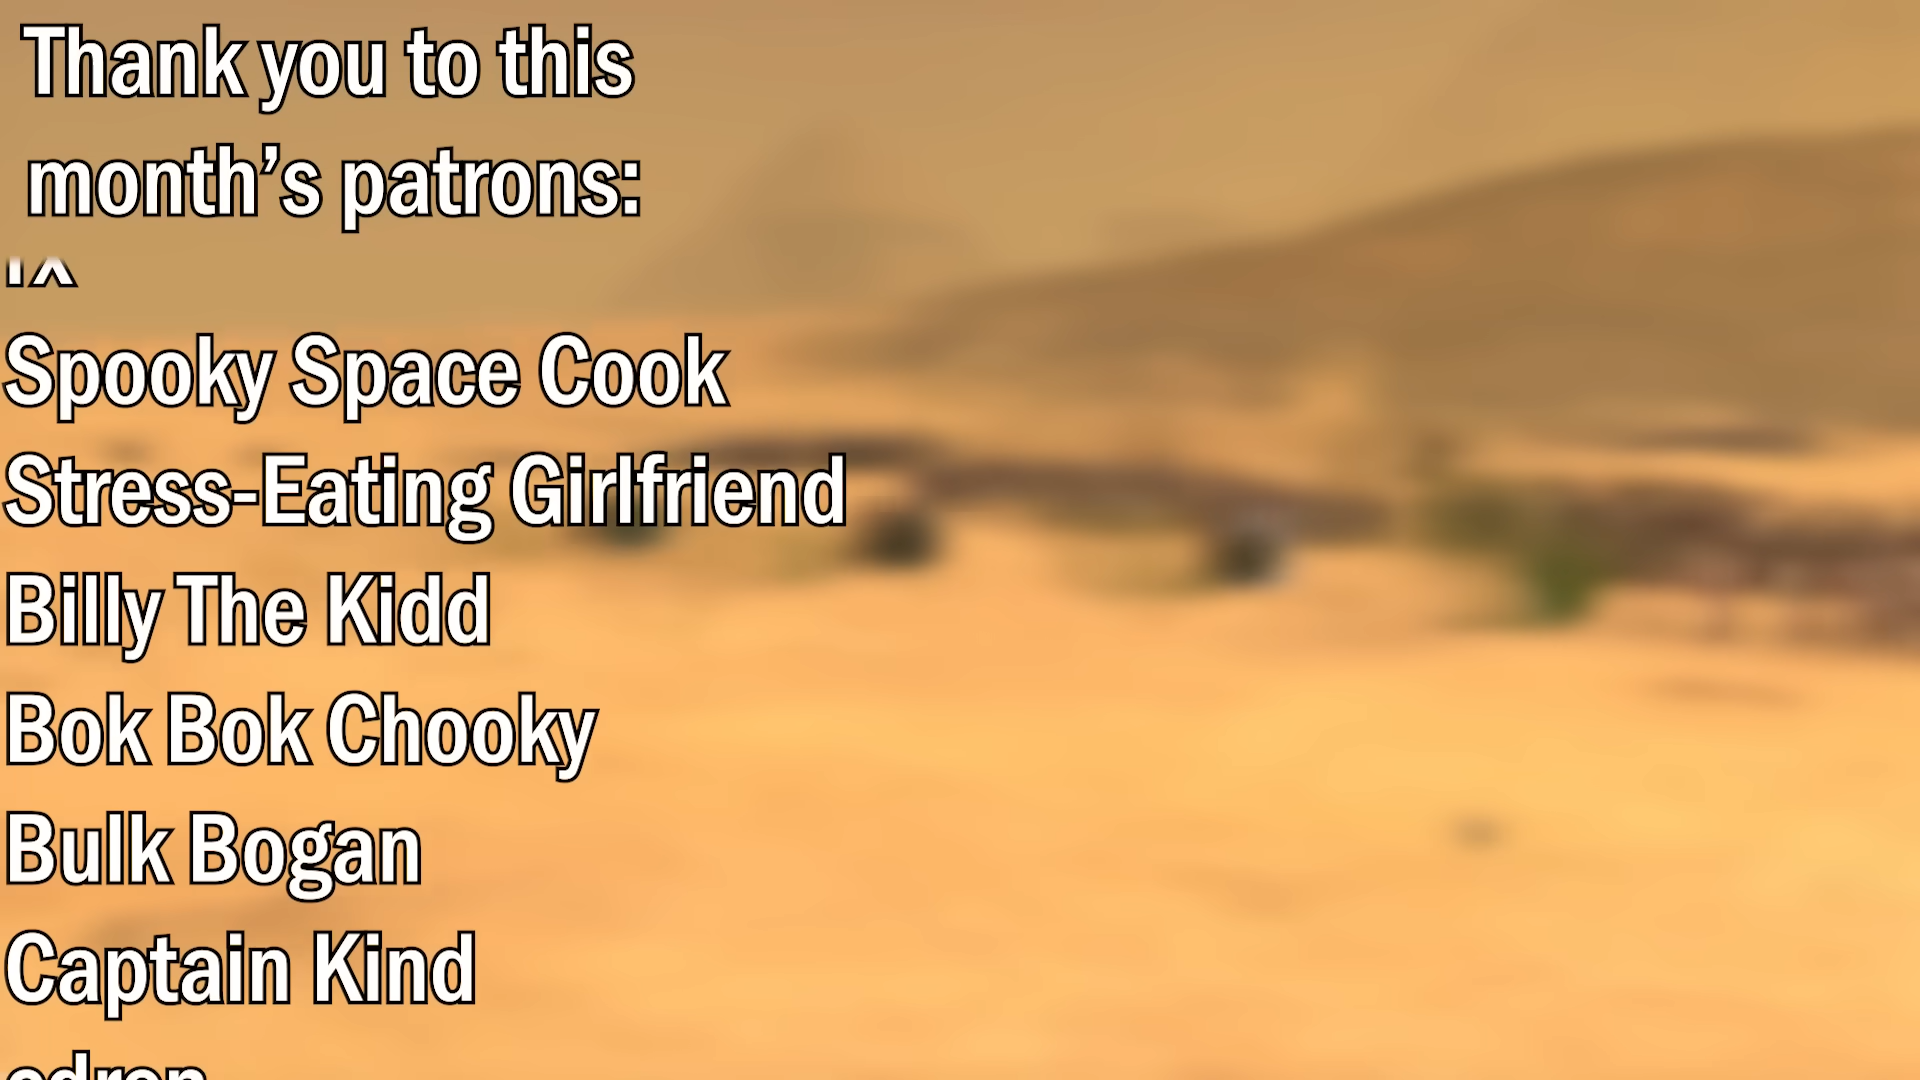 Thank you to this
month’s patrons:
Spooky Space Cook
Stress-Eating Girlfriend
Billy The Kidd
Bok Bok Chooky
Bulk Bogan
Captain Kind